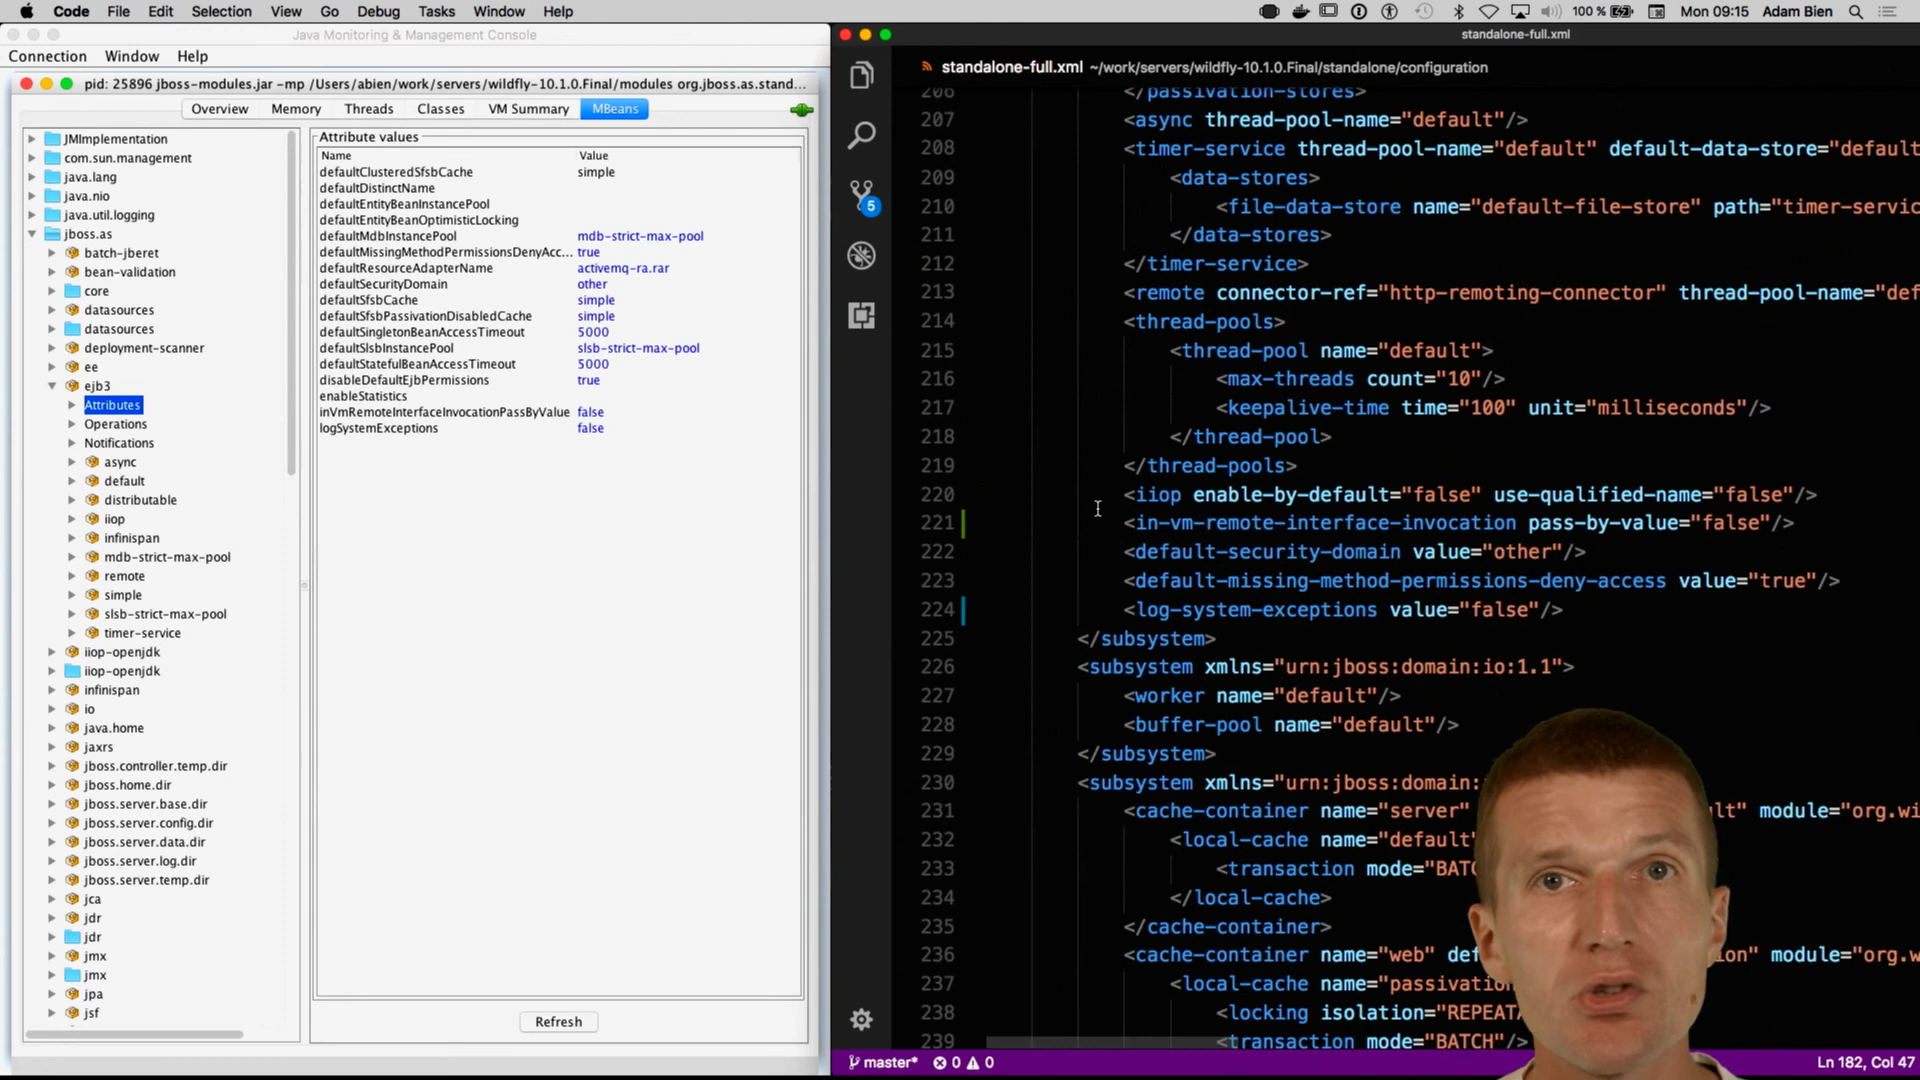 Code File Edit Selection View Go Debug Tasks Window Help
100 % Mon 09:15 Adam Bien
Java Monitoring & Management Console
Connection Window Help
pid: 25896 jboss-modules.jar -mp /Users/abien/work/servers/wildfly-10.1.0.Final/modules org.jboss.as.stand...
Overview Memory Threads Classes VM Summary MBeans
JMImplementation
com.sun.management
java.lang
java.nio
java.util.logging
jboss.as
batch-jberet
bean-validation
core
datasources
datasources
deployment-scanner
ee
ejb3
Attributes
Operations
Notifications
async
default
distributable
iiop
infinispan
mdb-strict-max-pool
remote
simple
slsb-strict-max-pool
timer-service
iiop-openjdk
iiop-openjdk
infinispan
io
java.home
jaxrs
jboss.controller.temp.dir
jboss.home.dir
jboss.server.base.dir
jboss.server.config.dir
jboss.server.data.dir
jboss.server.log.dir
jboss.server.temp.dir
jca
jdr
jdr
jmx
jmx
jpa
jsf
Attribute values
Name Value
defaultClusteredSfsbCache simple
defaultDistinctName
defaultEntityBeanInstancePool
defaultEntityBeanOptimisticLocking
defaultMdbInstancePool mdb-strict-max-pool
defaultMissingMethodPermissionsDenyAcc... true
defaultResourceAdapterName activemq-ra.rar
defaultSecurityDomain other
defaultSfsbCache simple
defaultSfsbPassivationDisabledCache simple
defaultSingletonBeanAccessTimeout 5000
defaultSlsbInstancePool slsb-strict-max-pool
defaultStatefulBeanAccessTimeout 5000
disableDefaultEjbPermissions true
enableStatistics
inVmRemoteInterfaceInvocationPassByValue false
logSystemExceptions false
Refresh
standalone-full.xml
standalone-full.xml ~/work/servers/wildfly-10.1.0.Final/standalone/configuration
5
206 </passivation-stores>
207 <async thread-pool-name="default"/>
208 <timer-service thread-pool-name="default" default-data-store="default
209 <data-stores>
210 <file-data-store name="default-file-store" path="timer-servic
211 </data-stores>
212 </timer-service>
213 <remote connector-ref="http-remoting-connector" thread-pool-name="def
214 <thread-pools>
215 <thread-pool name="default">
216 <max-threads count="10"/>
217 <keepalive-time time="100" unit="milliseconds"/>
218 </thread-pool>
219 </thread-pools>
220 <iiop enable-by-default="false" use-qualified-name="false"/>
221 <in-vm-remote-interface-invocation pass-by-value="false"/>
222 <default-security-domain value="other"/>
223 <default-missing-method-permissions-deny-access value="true"/>
224 <log-system-exceptions value="false"/>
225 </subsystem>
226 <subsystem xmlns="urn:jboss:domain:io:1.1">
227 <worker name="default"/>
228 <buffer-pool name="default"/>
229 </subsystem>
230 <subsystem xmlns="urn:jboss:domain:
231 <cache-container name="server" ult" module="org.wi
232 <local-cache name="default"
233 <transaction mode="BATC
234 </local-cache>
235 </cache-container>
236 <cache-container name="web" def ion" module="org.w
237 <local-cache name="passivation
238 <locking isolation="REPEATA
239 <transaction mode="BATCH"/>
master* 0 0 Ln 182, Col 47